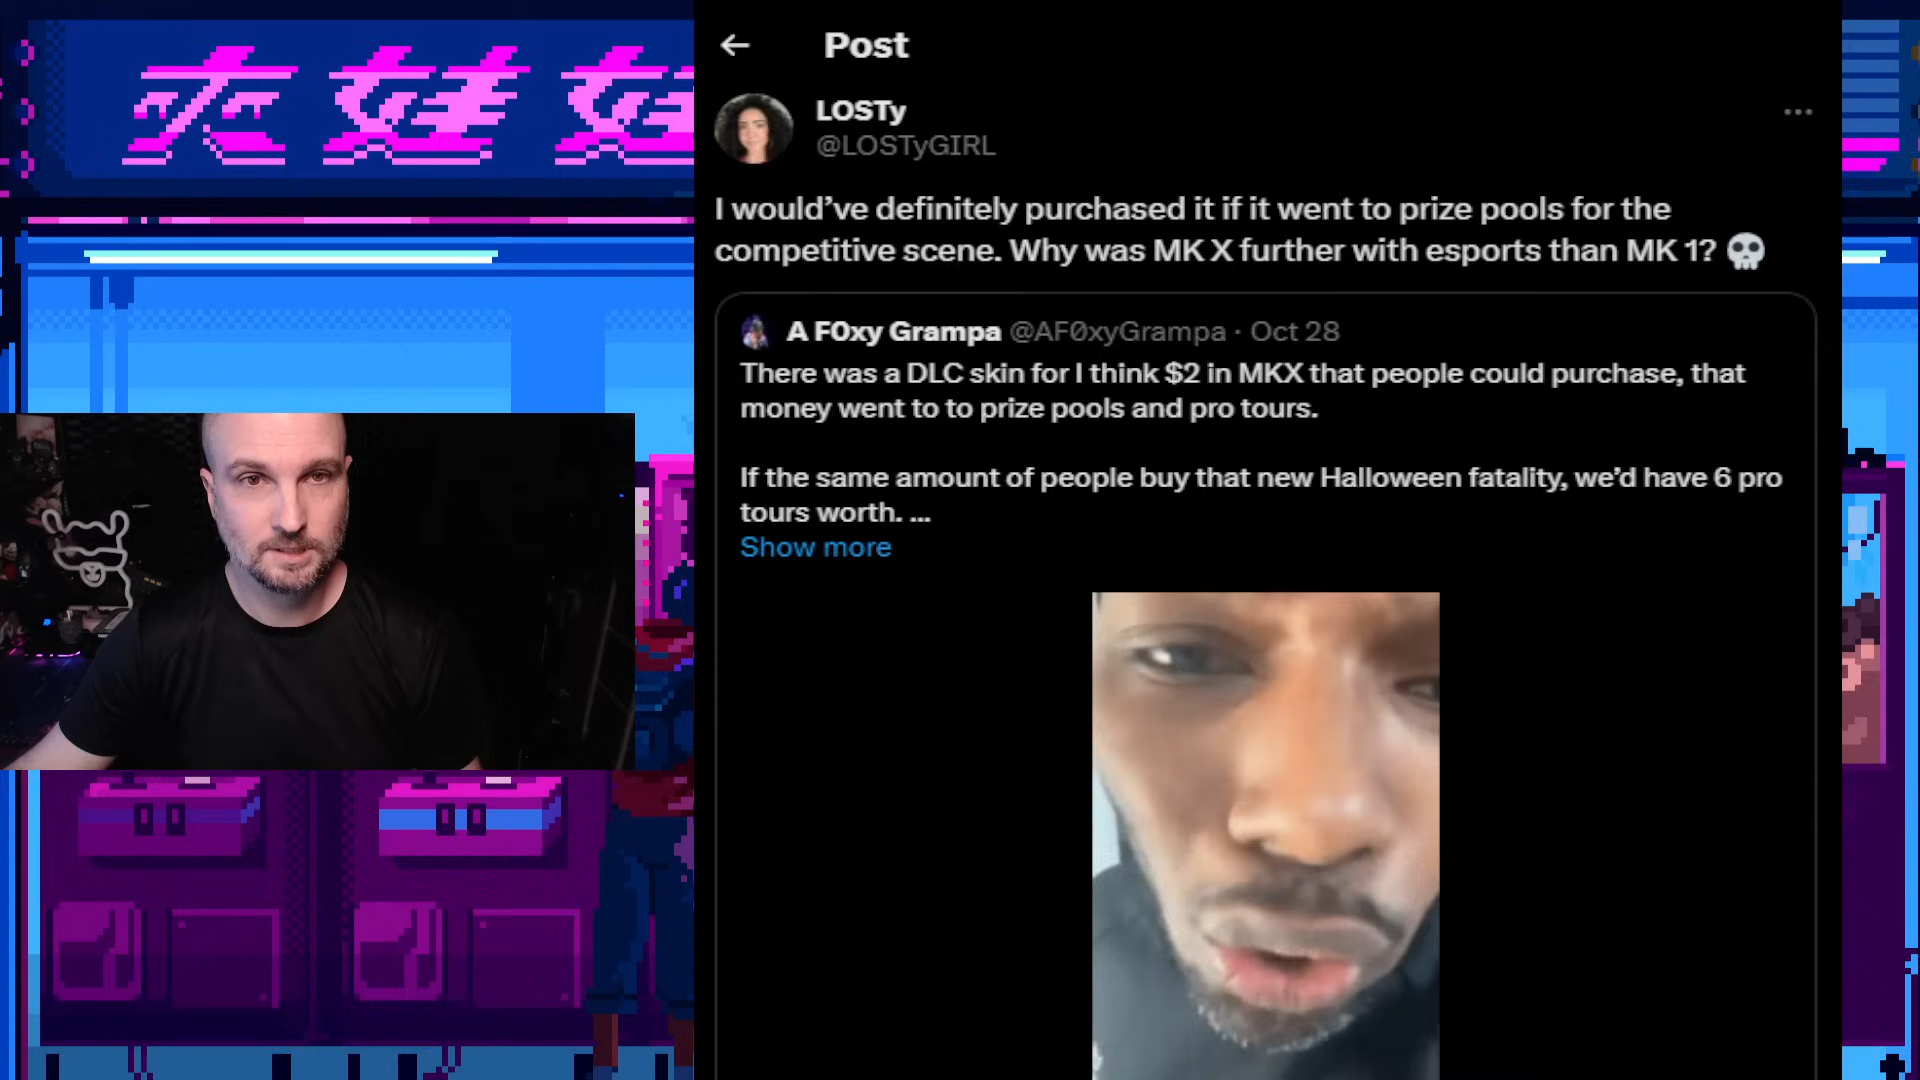 Post
LOSTy
@LOSTyGIRL
I would’ve definitely purchased it if it went to prize pools for the
competitive scene. Why was MK X further with esports than MK 1? 💀
A F0xy Grampa @AF0xyGrampa · Oct 28
There was a DLC skin for I think $2 in MKX that people could purchase, that
money went to to prize pools and pro tours.
If the same amount of people buy that new Halloween fatality, we’d have 6 pro
tours worth. ...
Show more